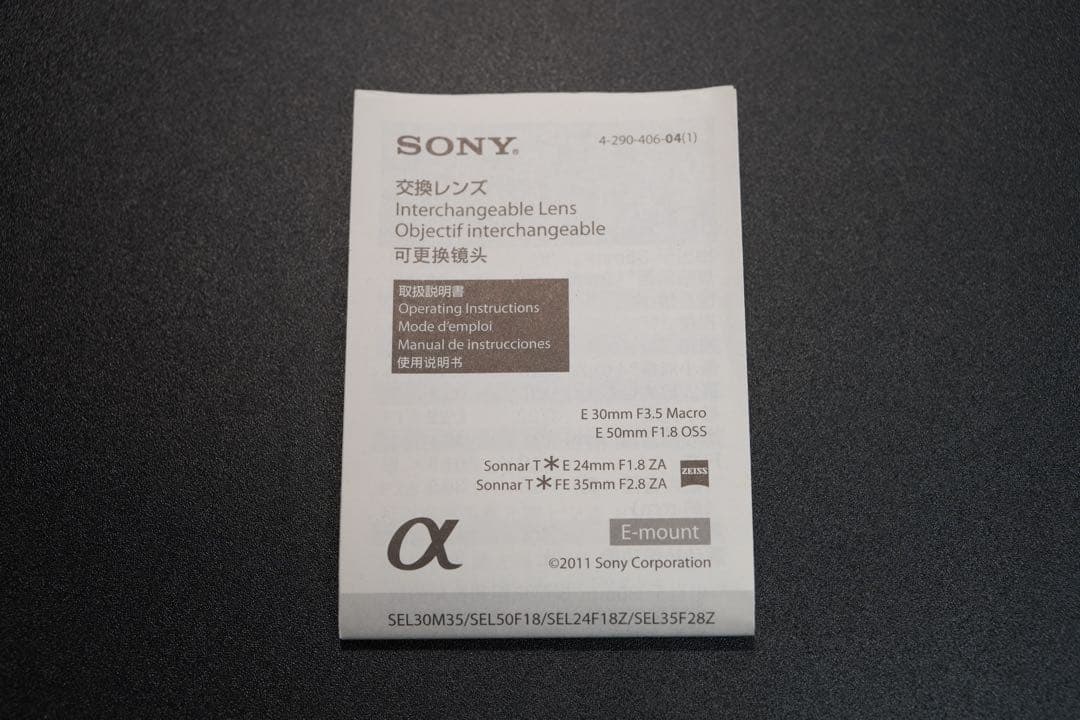 SONY®
4-290-406-04(1)
交換レンズ
Interchangeable Lens
Objectif interchangeable
可更换镜头
取扱説明書
Operating Instructions
Mode d'emploi
Manual de instrucciones
使用说明书
E 30mm F3.5 Macro
E 50mm F1.8 OSS
Sonnar T✱ E 24mm F1.8 ZA
Sonnar T✱ FE 35mm F2.8 ZA
ZEISS
α
E-mount
©2011 Sony Corporation
SEL30M35/SEL50F18/SEL24F18Z/SEL35F28Z